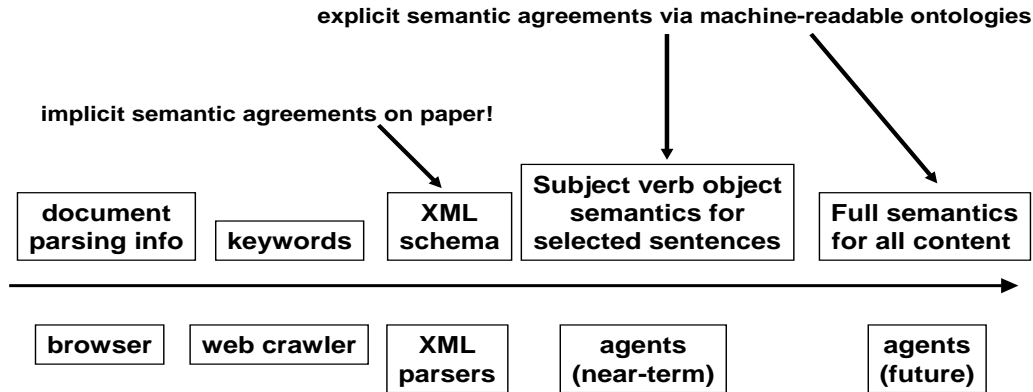 explicit semantic agreements via machine-readable ontologies
implicit semantic agreements on paper!
document
parsing info
keywords
XML
schema
Subject verb object
semantics for
selected sentences
Full semantics
for all content
browser
web crawler
XML
parsers
agents
(near-term)
agents
(future)